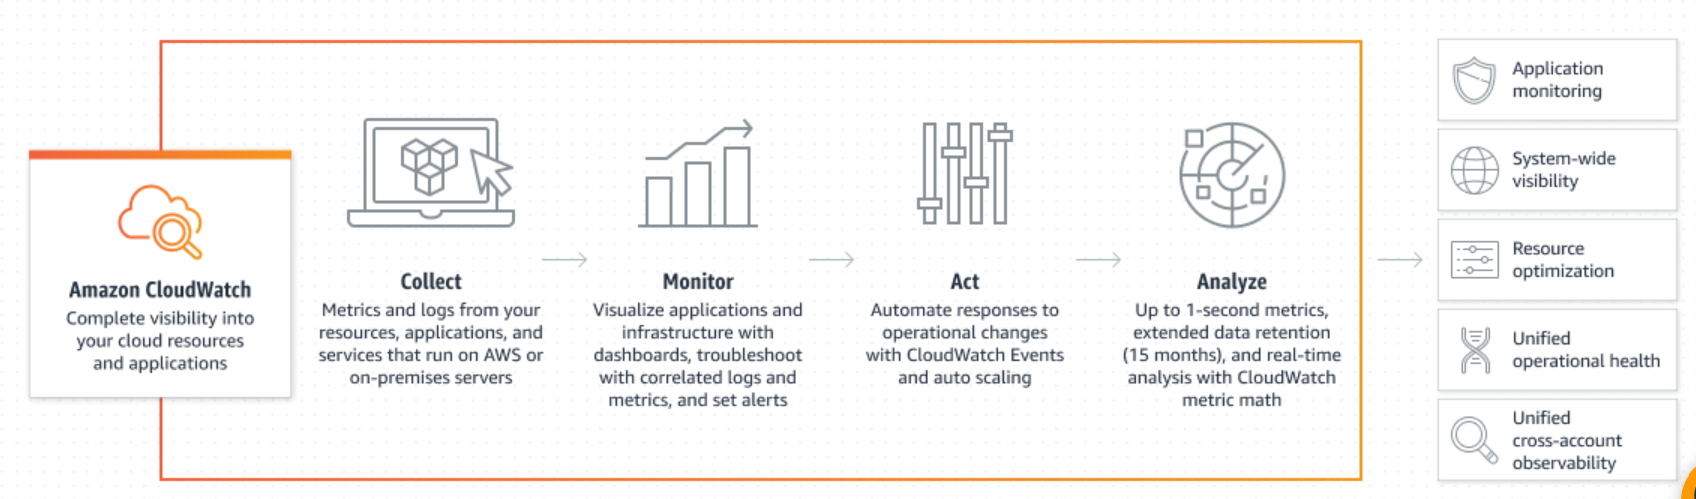 Amazon CloudWatch
Complete visibility into
your cloud resources
and applications
Collect
Metrics and logs from your
resources, applications, and
services that run on AWS or
on-premises servers
Monitor
Visualize applications and
infrastructure with
dashboards, troubleshoot
with correlated logs and
metrics, and set alerts
Act
Automate responses to
operational changes
with CloudWatch Events
and auto scaling
Analyze
Up to 1-second metrics,
extended data retention
(15 months), and real-time
analysis with CloudWatch
metric math
Application
monitoring
System-wide
visibility
Resource
optimization
Unified
operational health
Unified
cross-account
observability